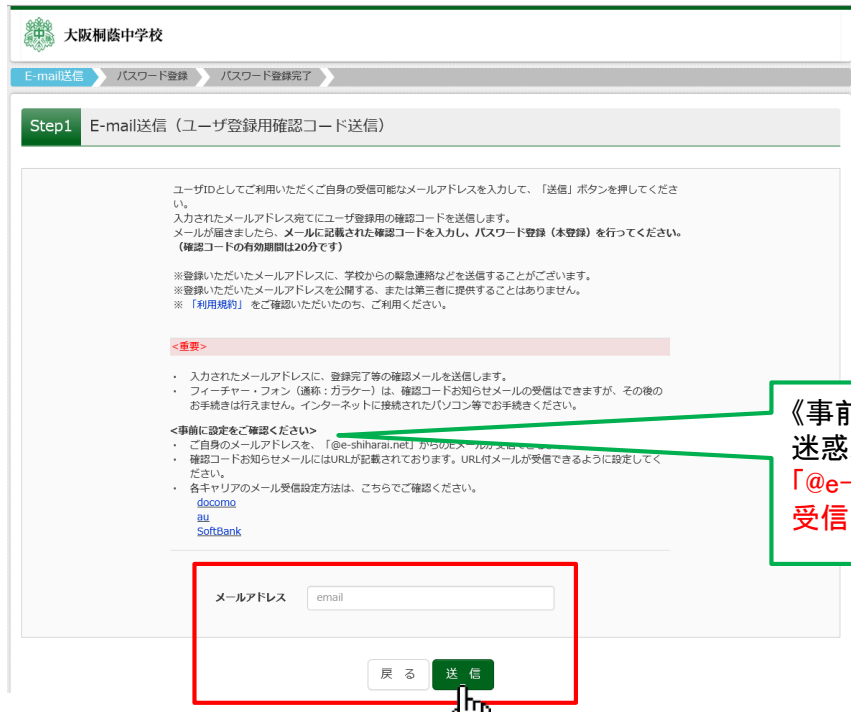 大阪桐蔭中学校
E-mail送信 パスワード登録 パスワード登録完了
Step1 E-mail送信（ユーザ登録用確認コード送信）
ユーザIDとしてご利用いただくご自身の受信可能なメールアドレスを入力して、「送信」ボタンを押してくださ
い。
入力されたメールアドレス宛てにユーザ登録用の確認コードを送信します。
メールが届きましたら、メールに記載された確認コードを入力し、パスワード登録（本登録）を行ってください。
（確認コードの有効期間は20分です）
※登録いただいたメールアドレスに、学校からの緊急連絡などを送信することがございます。
※登録いただいたメールアドレスを公開する、または第三者に提供することはありません。
※ 「利用規約」 をご確認いただいたのち、ご利用ください。
<重要>
・ 入力されたメールアドレスに、登録完了等の確認メールを送信します。
・ フィーチャー・フォン（通称：ガラケー）は、確認コードお知らせメールの受信はできますが、その後の
お手続きは行えません。インターネットに接続されたパソコン等でお手続きください。
<事前に設定をご確認ください>
・ ご自身のメールアドレスを、「@e-shiharai.net」からのEメールが受信できる
・ 確認コードお知らせメールにはURLが記載されております。URL付メールが受信できるように設定してく
ださい。
・ 各キャリアのメール受信設定方法は、こちらでご確認ください。
docomo
au
SoftBank
《事前
迷惑
「@e-
受信
メールアドレス email
戻 る 送 信